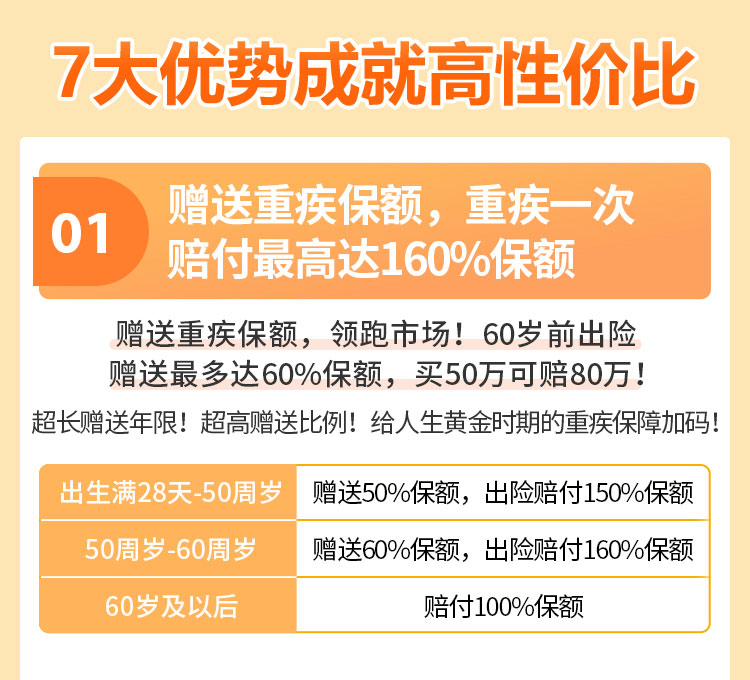 7大优势成就高性价比
01
赠送重疾保额，重疾一次
赔付最高达160%保额
赠送重疾保额，领跑市场！60岁前出险
赠送最多达60%保额，买50万可赔80万！
超长赠送年限！超高赠送比例！给人生黄金时期的重疾保障加码！
出生满28天-50周岁 赠送50%保额，出险赔付150%保额
50周岁-60周岁 赠送60%保额，出险赔付160%保额
60岁及以后 赔付100%保额